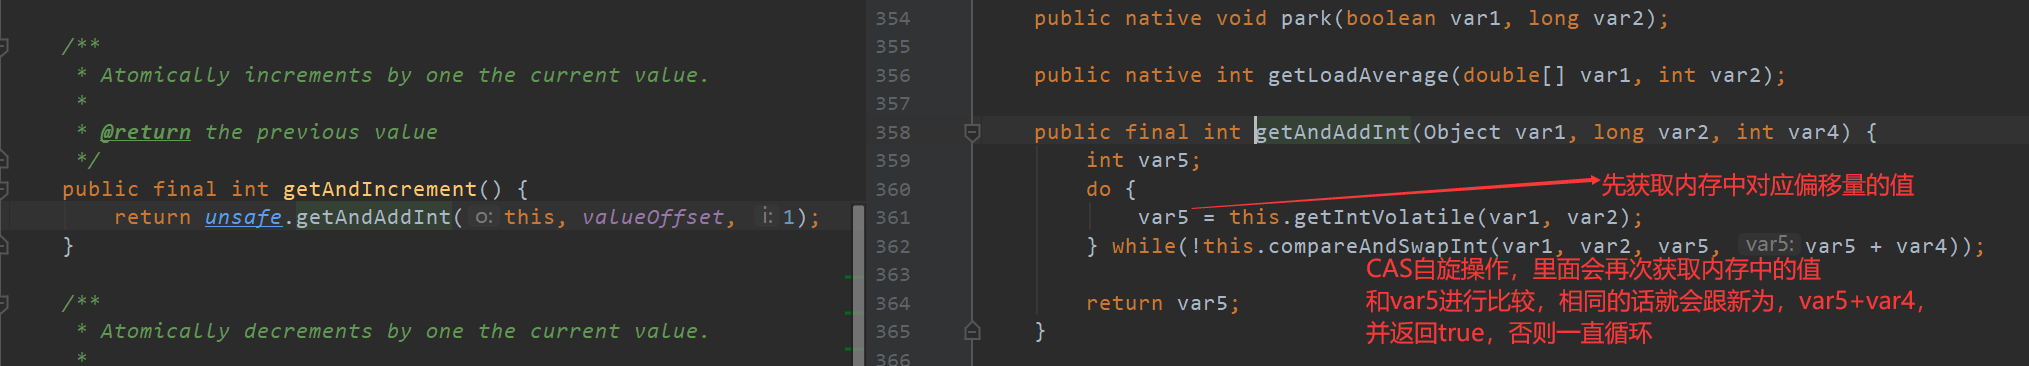 /**
* Atomically increments by one the current value.
*
* @return the previous value
*/
public final int getAndIncrement() {
return unsafe.getAndAddInt( o: this, valueOffset, i: 1);
}
/**
* Atomically decrements by one the current value.
*
354 public native void park(boolean var1, long var2);
355
356 public native int getLoadAverage(double[] var1, int var2);
357
358 public final int getAndAddInt(Object var1, long var2, int var4) {
359 int var5;
360 do {
先获取内存中对应偏移量的值
361 var5 = this.getIntVolatile(var1, var2);
362 } while(!this.compareAndSwapInt(var1, var2, var5, var5: var5 + var4));
363
CAS自旋操作，里面会再次获取内存中的值
364 return var5;
和var5进行比较，相同的话就会跟新为，var5+var4，
365 }
并返回true，否则一直循环
366